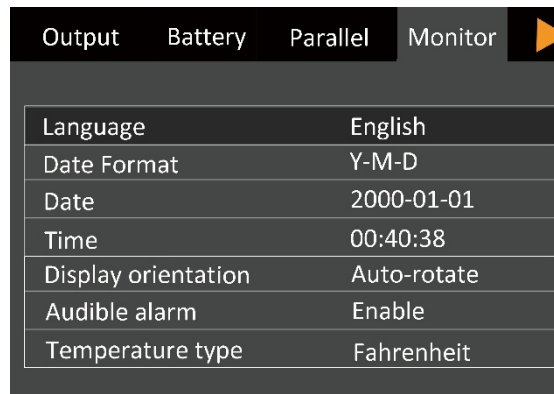 Output Battery Parallel Monitor
Language English
Date Format Y-M-D
Date 2000-01-01
Time 00:40:38
Display orientation Auto-rotate
Audible alarm Enable
Temperature type Fahrenheit